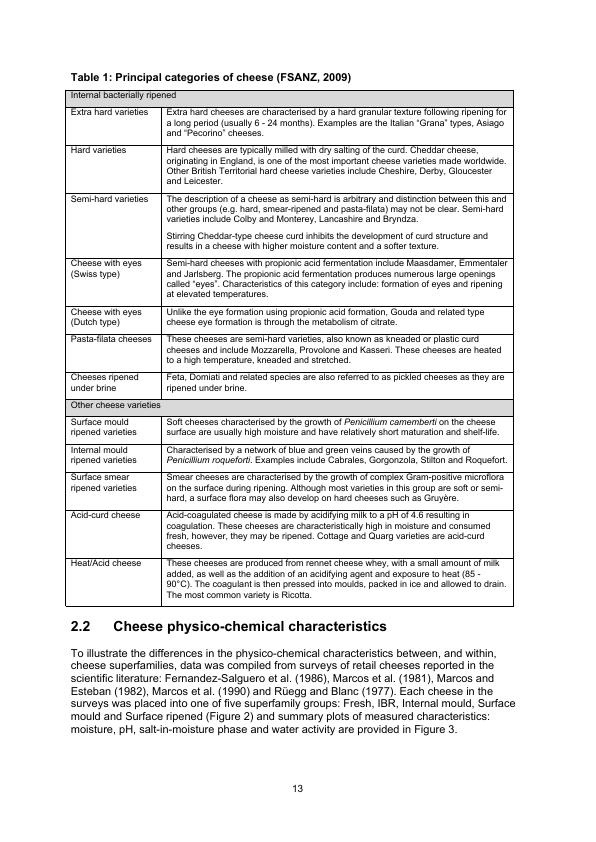 Table 1: Principal categories of cheese (FSANZ, 2009)
Internal bacterially ripened
Extra hard varieties
Extra hard cheeses are characterised by a hard granular texture following ripening for
a long period (usually 6 - 24 months). Examples are the Italian “Grana” types, Asiago
and “Pecorino” cheeses.
Hard varieties
Hard cheeses are typically milled with dry salting of the curd. Cheddar cheese,
originating in England, is one of the most important cheese varieties made worldwide.
Other British Territorial hard cheese varieties include Cheshire, Derby, Gloucester
and Leicester.
Semi-hard varieties
The description of a cheese as semi-hard is arbitrary and distinction between this and
other groups (e.g. hard, smear-ripened and pasta-filata) may not be clear. Semi-hard
varieties include Colby and Monterey, Lancashire and Bryndza.
Stirring Cheddar-type cheese curd inhibits the development of curd structure and
results in a cheese with higher moisture content and a softer texture.
Cheese with eyes
(Swiss type)
Semi-hard cheeses with propionic acid fermentation include Maasdamer, Emmentaler
and Jarlsberg. The propionic acid fermentation produces numerous large openings
called “eyes”. Characteristics of this category include: formation of eyes and ripening
at elevated temperatures.
Cheese with eyes
(Dutch type)
Unlike the eye formation using propionic acid formation, Gouda and related type
cheese eye formation is through the metabolism of citrate.
Pasta-filata cheeses
These cheeses are semi-hard varieties, also known as kneaded or plastic curd
cheeses and include Mozzarella, Provolone and Kasseri. These cheeses are heated
to a high temperature, kneaded and stretched.
Cheeses ripened
under brine
Feta, Domiati and related species are also referred to as pickled cheeses as they are
ripened under brine.
Other cheese varieties
Surface mould
ripened varieties
Soft cheeses characterised by the growth of Penicillium camemberti on the cheese
surface are usually high moisture and have relatively short maturation and shelf-life.
Internal mould
ripened varieties
Characterised by a network of blue and green veins caused by the growth of
Penicillium roqueforti. Examples include Cabrales, Gorgonzola, Stilton and Roquefort.
Surface smear
ripened varieties
Smear cheeses are characterised by the growth of complex Gram-positive microflora
on the surface during ripening. Although most varieties in this group are soft or semi-
hard, a surface flora may also develop on hard cheeses such as Gruyère.
Acid-curd cheese
Acid-coagulated cheese is made by acidifying milk to a pH of 4.6 resulting in
coagulation. These cheeses are characteristically high in moisture and consumed
fresh, however, they may be ripened. Cottage and Quarg varieties are acid-curd
cheeses.
Heat/Acid cheese
These cheeses are produced from rennet cheese whey, with a small amount of milk
added, as well as the addition of an acidifying agent and exposure to heat (85 -
90°C). The coagulant is then pressed into moulds, packed in ice and allowed to drain.
The most common variety is Ricotta.
2.2 Cheese physico-chemical characteristics
To illustrate the differences in the physico-chemical characteristics between, and within,
cheese superfamilies, data was compiled from surveys of retail cheeses reported in the
scientific literature: Fernandez-Salguero et al. (1986), Marcos et al. (1981), Marcos and
Esteban (1982), Marcos et al. (1990) and Rüegg and Blanc (1977). Each cheese in the
surveys was placed into one of five superfamily groups: Fresh, IBR, Internal mould, Surface
mould and Surface ripened (Figure 2) and summary plots of measured characteristics:
moisture, pH, salt-in-moisture phase and water activity are provided in Figure 3.
13